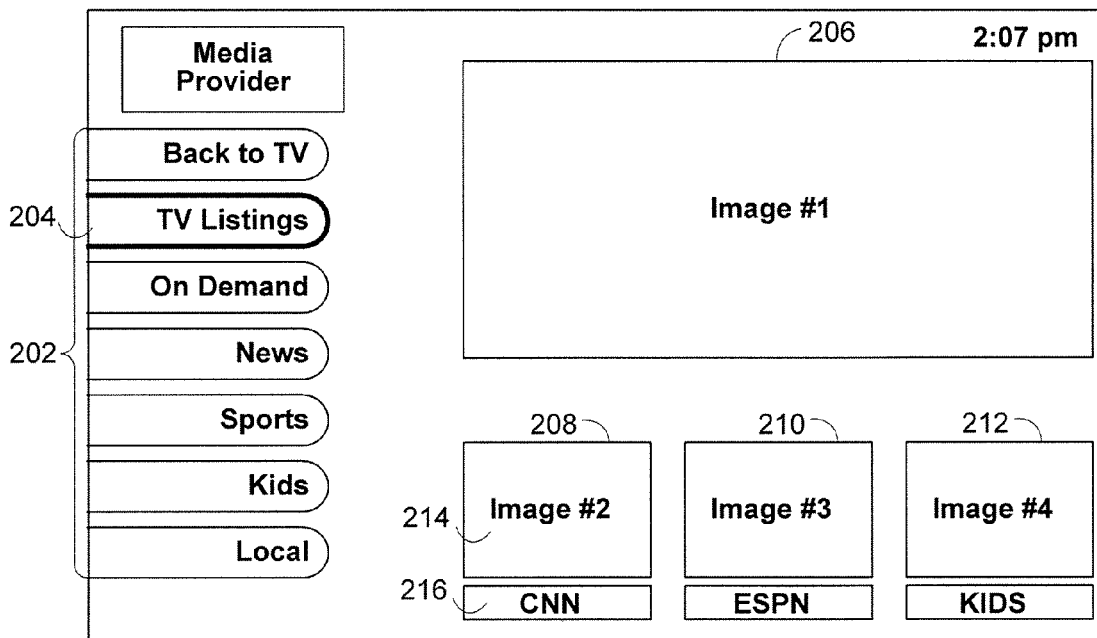 206
2:07 pm
Media
Provider
Back to TV
204
TV Listings
Image #1
On Demand
202
News
Sports
208
210
212
Kids
214
Image #2
Image #3
Image #4
Local
216
CNN
ESPN
KIDS